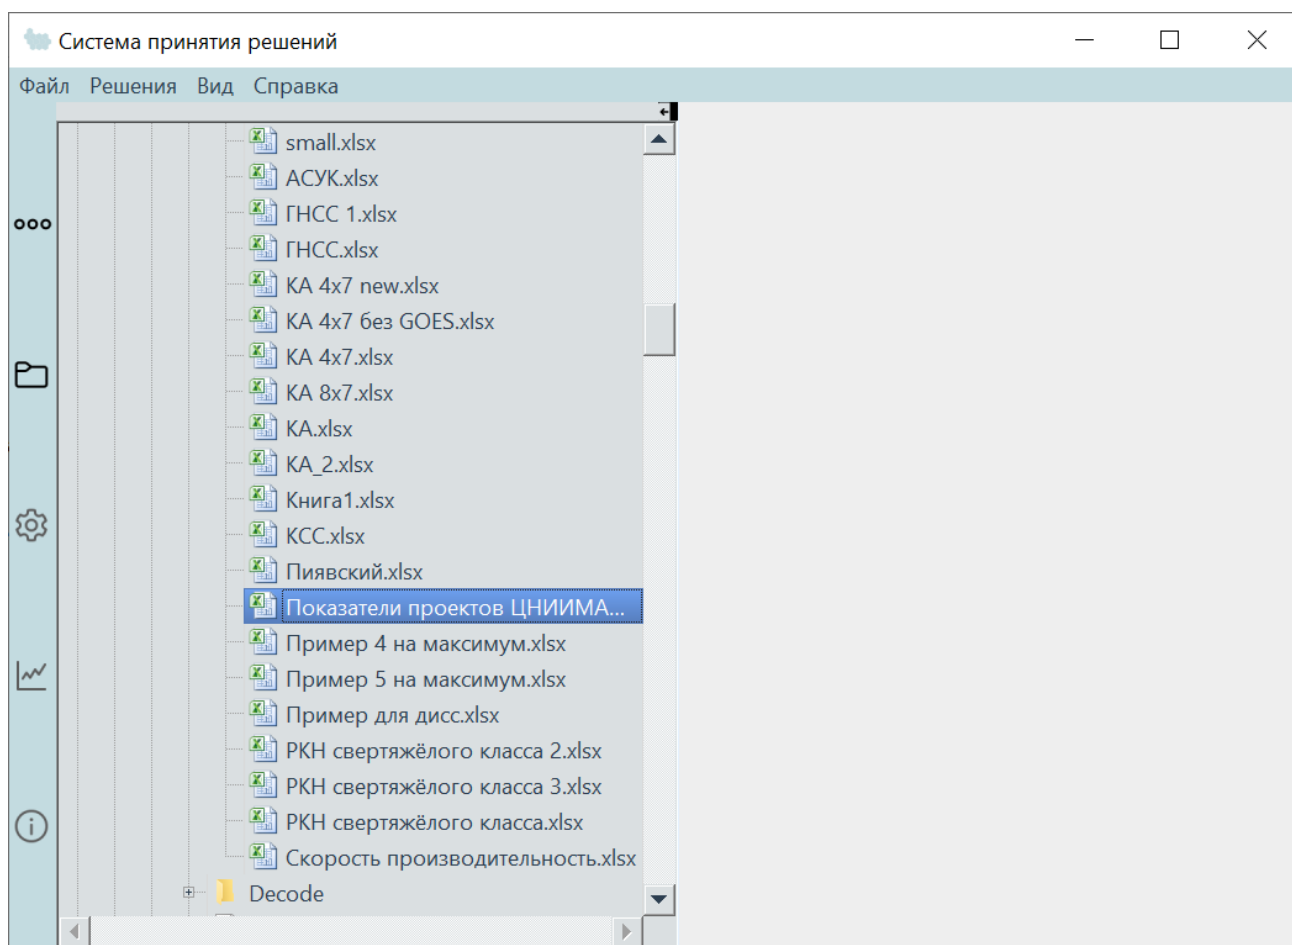 Система принятия решений
Файл Решения Вид Справка
small.xlsx
АСУК.xlsx
ГНСС 1.xlsx
ГНСС.xlsx
КА 4x7 new.xlsx
КА 4x7 без GOES.xlsx
КА 4x7.xlsx
КА 8x7.xlsx
КА.xlsx
КА_2.xlsx
Книга1.xlsx
КСС.xlsx
Пиявский.xlsx
Показатели проектов ЦНИИМА...
Пример 4 на максимум.xlsx
Пример 5 на максимум.xlsx
Пример для дисс.xlsx
РКН свертяжёлого класса 2.xlsx
РКН свертяжёлого класса 3.xlsx
РКН свертяжёлого класса.xlsx
Скорость производительность.xlsx
Decode